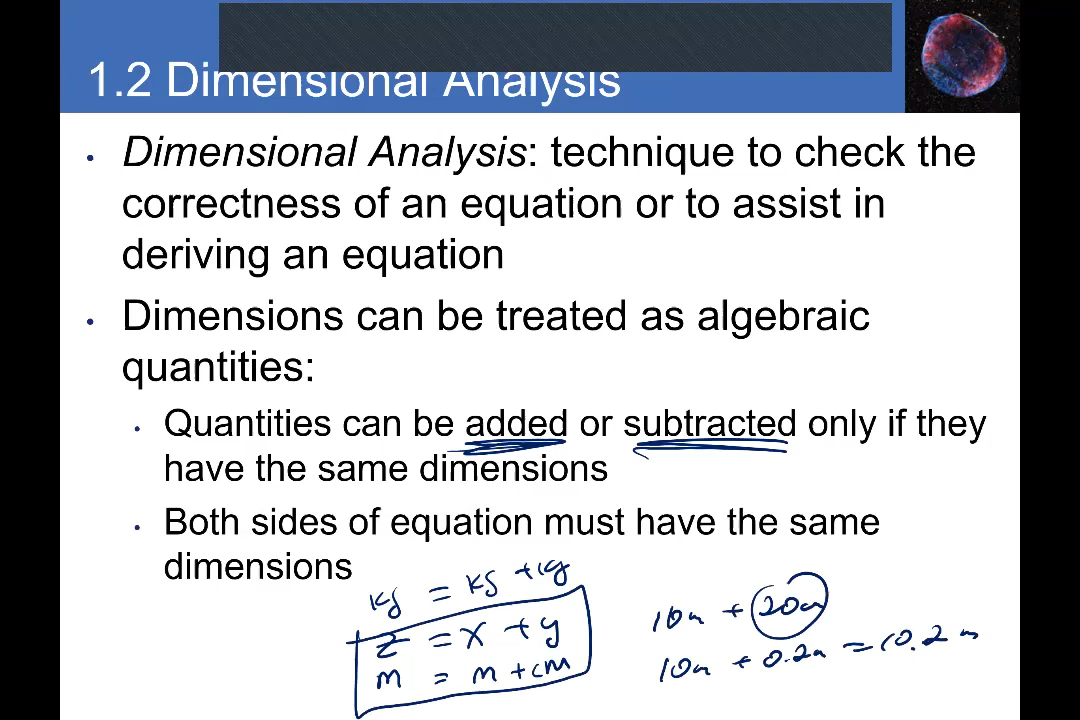 1.2 Dimensional Analysis
• Dimensional Analysis: technique to check the
correctness of an equation or to assist in
deriving an equation
• Dimensions can be treated as algebraic
quantities:
• Quantities can be added or subtracted only if they
have the same dimensions
• Both sides of equation must have the same
dimensions
kg = kg + kg
z = x + y
m = m + cm
10m + 20cm
10m + 0.2m = 10.2 m